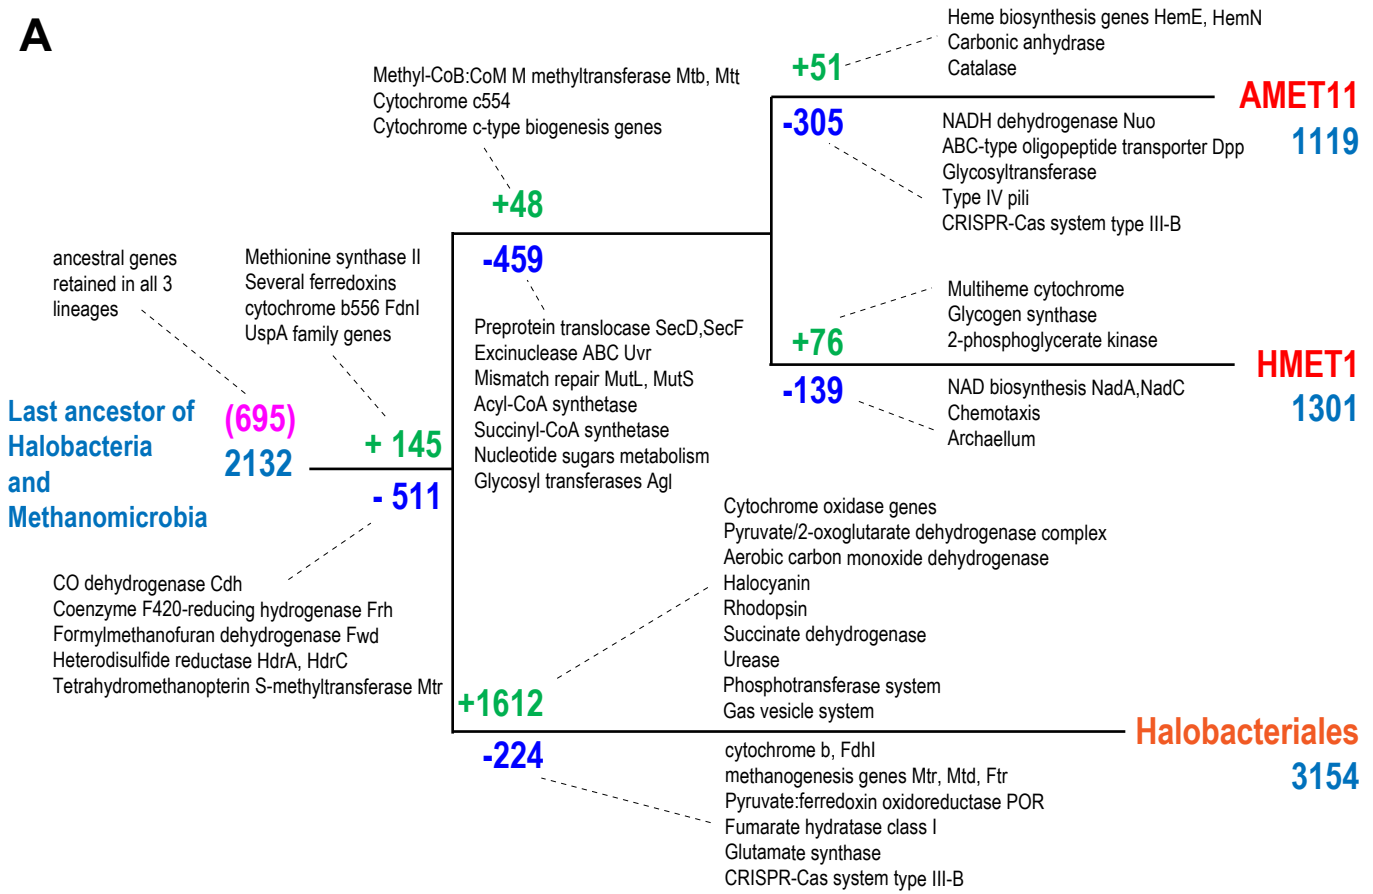 A
Heme biosynthesis genes HemE, HemN
Carbonic anhydrase
Catalase
+51
AMET11
1119
-305
NADH dehydrogenase Nuo
ABC-type oligopeptide transporter Dpp
Glycosyltransferase
Type IV pili
CRISPR-Cas system type III-B
Methyl-CoB:CoM M methyltransferase Mtb, Mtt
Cytochrome c554
Cytochrome c-type biogenesis genes
+48
-459
Preprotein translocase SecD,SecF
Excinuclease ABC Uvr
Mismatch repair MutL, MutS
Acyl-CoA synthetase
Succinyl-CoA synthetase
Nucleotide sugars metabolism
Glycosyl transferases Agl
Multiheme cytochrome
Glycogen synthase
2-phosphoglycerate kinase
+76
HMET1
1301
-139
NAD biosynthesis NadA,NadC
Chemotaxis
Archaellum
ancestral genes
retained in all 3
lineages
Methionine synthase II
Several ferredoxins
cytochrome b556 FdnI
UspA family genes
Last ancestor of
Halobacteria
and
Methanomicrobia
(695)
2132
+ 145
- 511
CO dehydrogenase Cdh
Coenzyme F420-reducing hydrogenase Frh
Formylmethanofuran dehydrogenase Fwd
Heterodisulfide reductase HdrA, HdrC
Tetrahydromethanopterin S-methyltransferase Mtr
Cytochrome oxidase genes
Pyruvate/2-oxoglutarate dehydrogenase complex
Aerobic carbon monoxide dehydrogenase
Halocyanin
Rhodopsin
Succinate dehydrogenase
Urease
Phosphotransferase system
Gas vesicle system
+1612
Halobacteriales
3154
-224
cytochrome b, FdhI
methanogenesis genes Mtr, Mtd, Ftr
Pyruvate:ferredoxin oxidoreductase POR
Fumarate hydratase class I
Glutamate synthase
CRISPR-Cas system type III-B